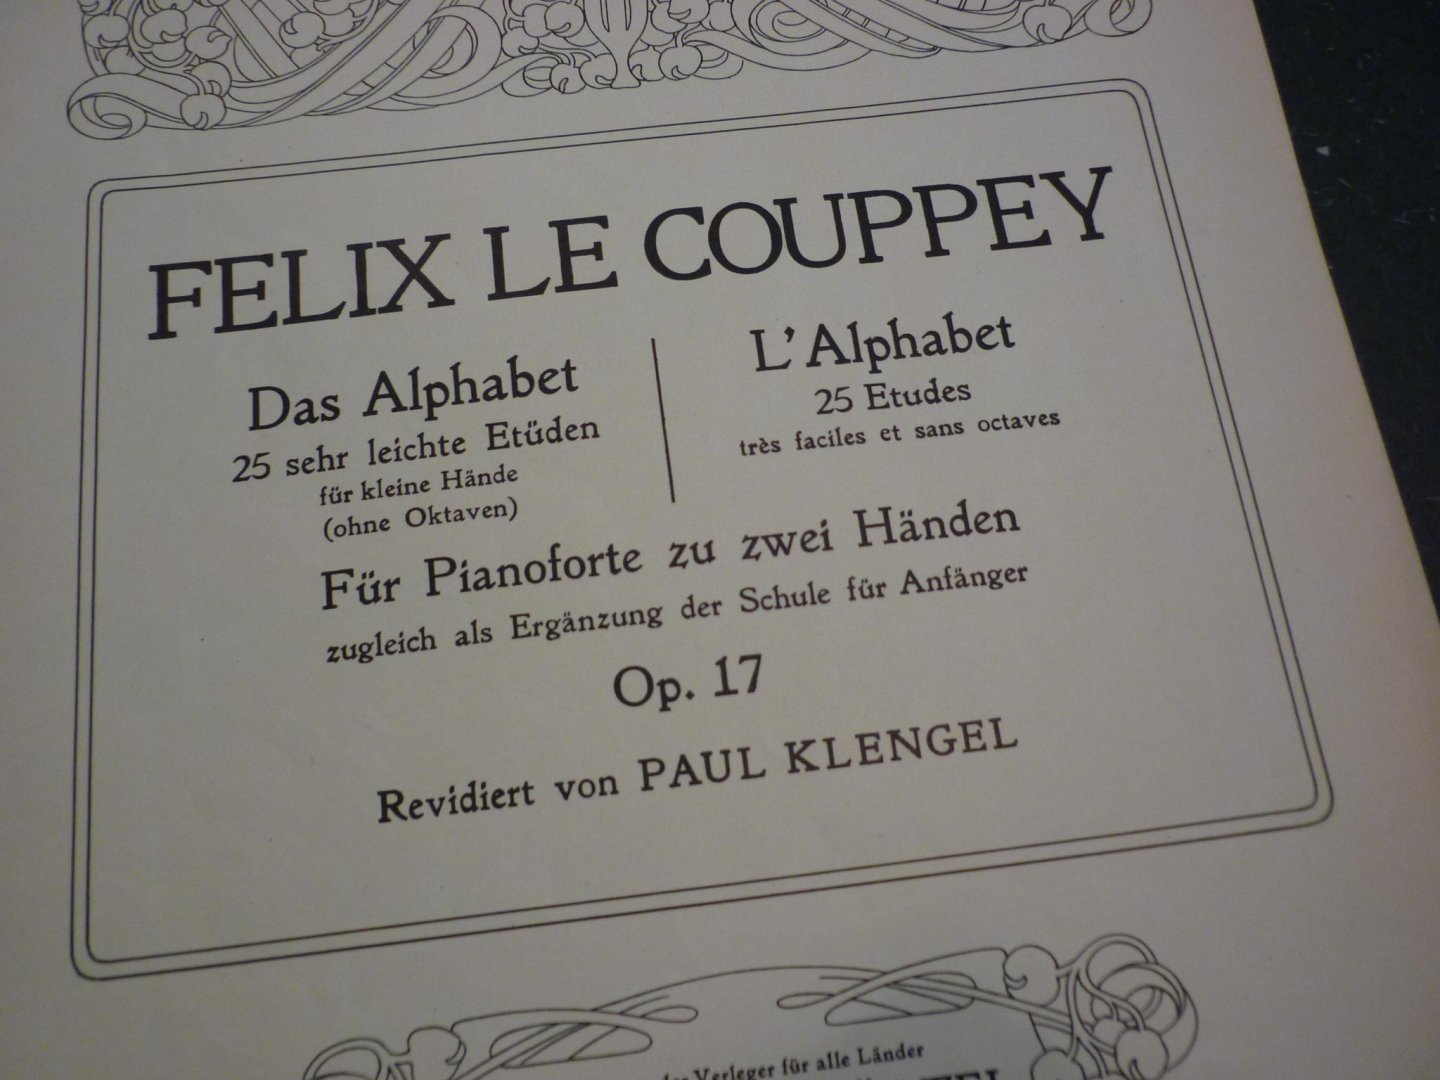 FELIX LE COUPPEY
Das Alphabet
25 sehr leichte Etüden
für kleine Hände
(ohne Oktaven)
L'Alphabet
25 Etudes
très faciles et sans octaves
Für Pianoforte zu zwei Händen
zugleich als Ergänzung der Schule für Anfänger
Op. 17
Revidiert von PAUL KLENGEL
Verleger für alle Länder